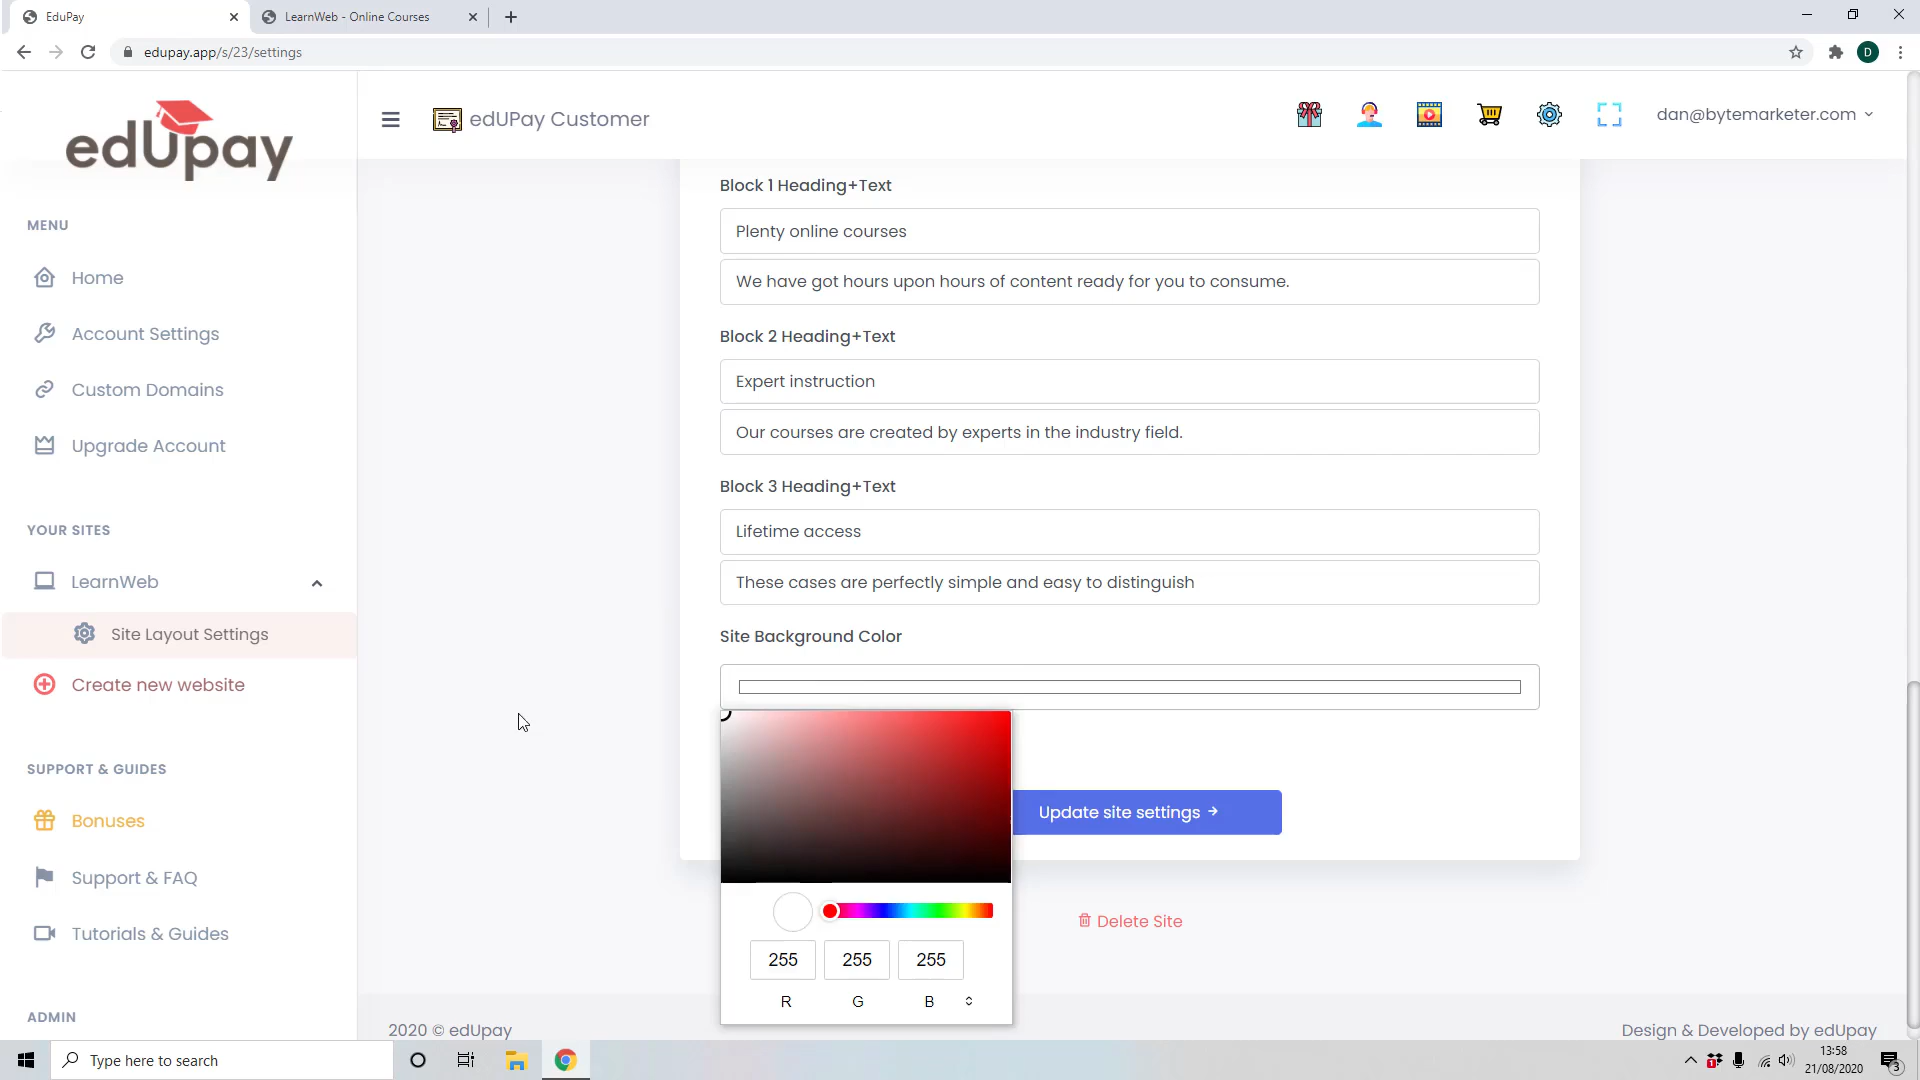 EduPay
LearnWeb - Online Courses
edupay.app/s/23/settings
D
edUpay
edUPay Customer
dan@bytemarketer.com
MENU
Home
Account Settings
Custom Domains
Upgrade Account
YOUR SITES
LearnWeb
Site Layout Settings
Create new website
SUPPORT & GUIDES
Bonuses
Support & FAQ
Tutorials & Guides
ADMIN
Block 1 Heading+Text
Plenty online courses
We have got hours upon hours of content ready for you to consume.
Block 2 Heading+Text
Expert instruction
Our courses are created by experts in the industry field.
Block 3 Heading+Text
Lifetime access
These cases are perfectly simple and easy to distinguish
Site Background Color
255 255 255
R G B
Update site settings
Delete Site
2020 © edUpay
Design & Developed by edUpay
Type here to search
1
13:58
21/08/2020
3